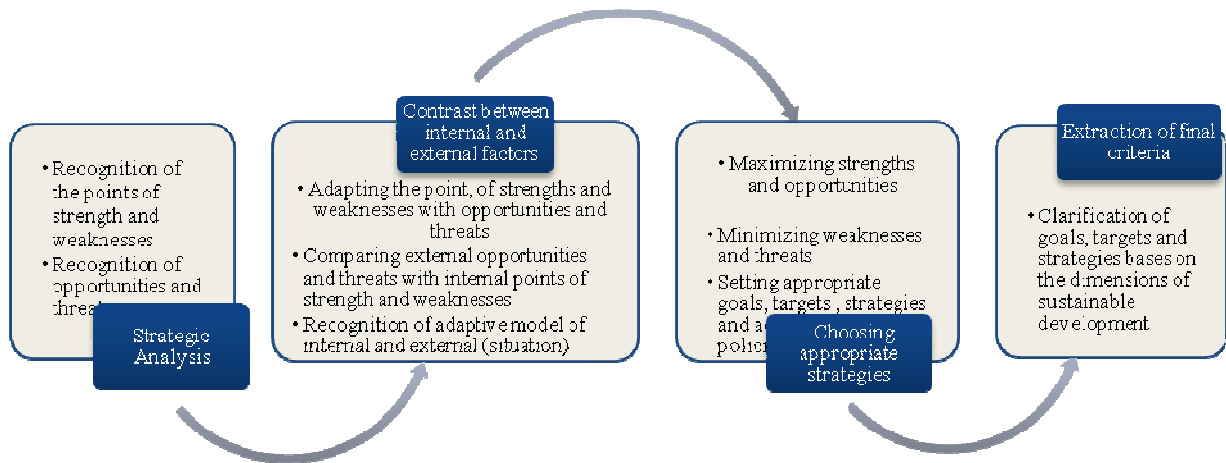 • Recognition of
the points of
strength and
weaknesses
• Recognition of
opportunities and
Strategic
Analysis
Contrast between
internal and
external factors
• Adapting the point, of strengths and
weaknesses with opportunities and
threats
• Comparing external opportunities
and threats with internal points of
strength and weaknesses
• Recognition of adaptive model of
internal and external (situation)
• Maximizing strengths
and opportunities
• Minimizing weaknesses
and threats
• Setting appropriate
goals, targets , strategies
and
Choosing
appropriate
strategies
Extraction of final
criteria
• Clarification of
goals, targets and
strategies bases on
the dimensions of
sustainable
development